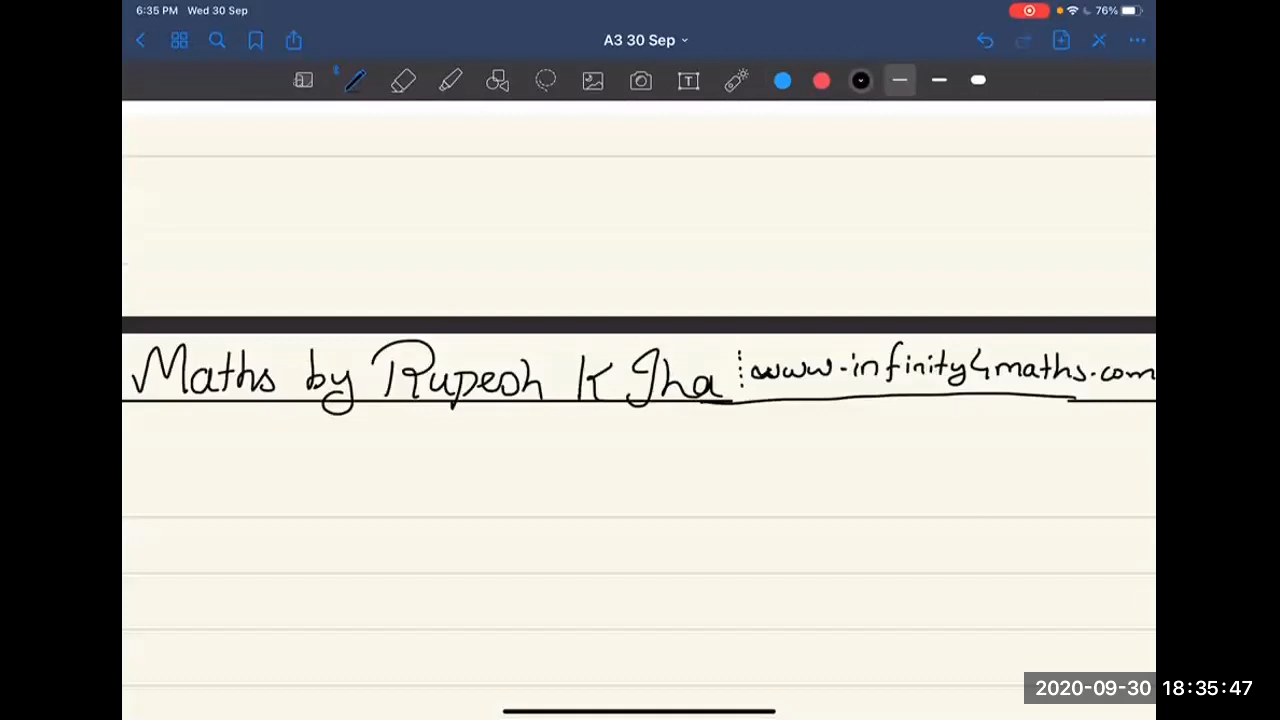 6:35 PM Wed 30 Sep 76%
A3 30 Sep
T
Maths by Rupesh K Jha www.infinity4maths.com
2020-09-30 18:35:47